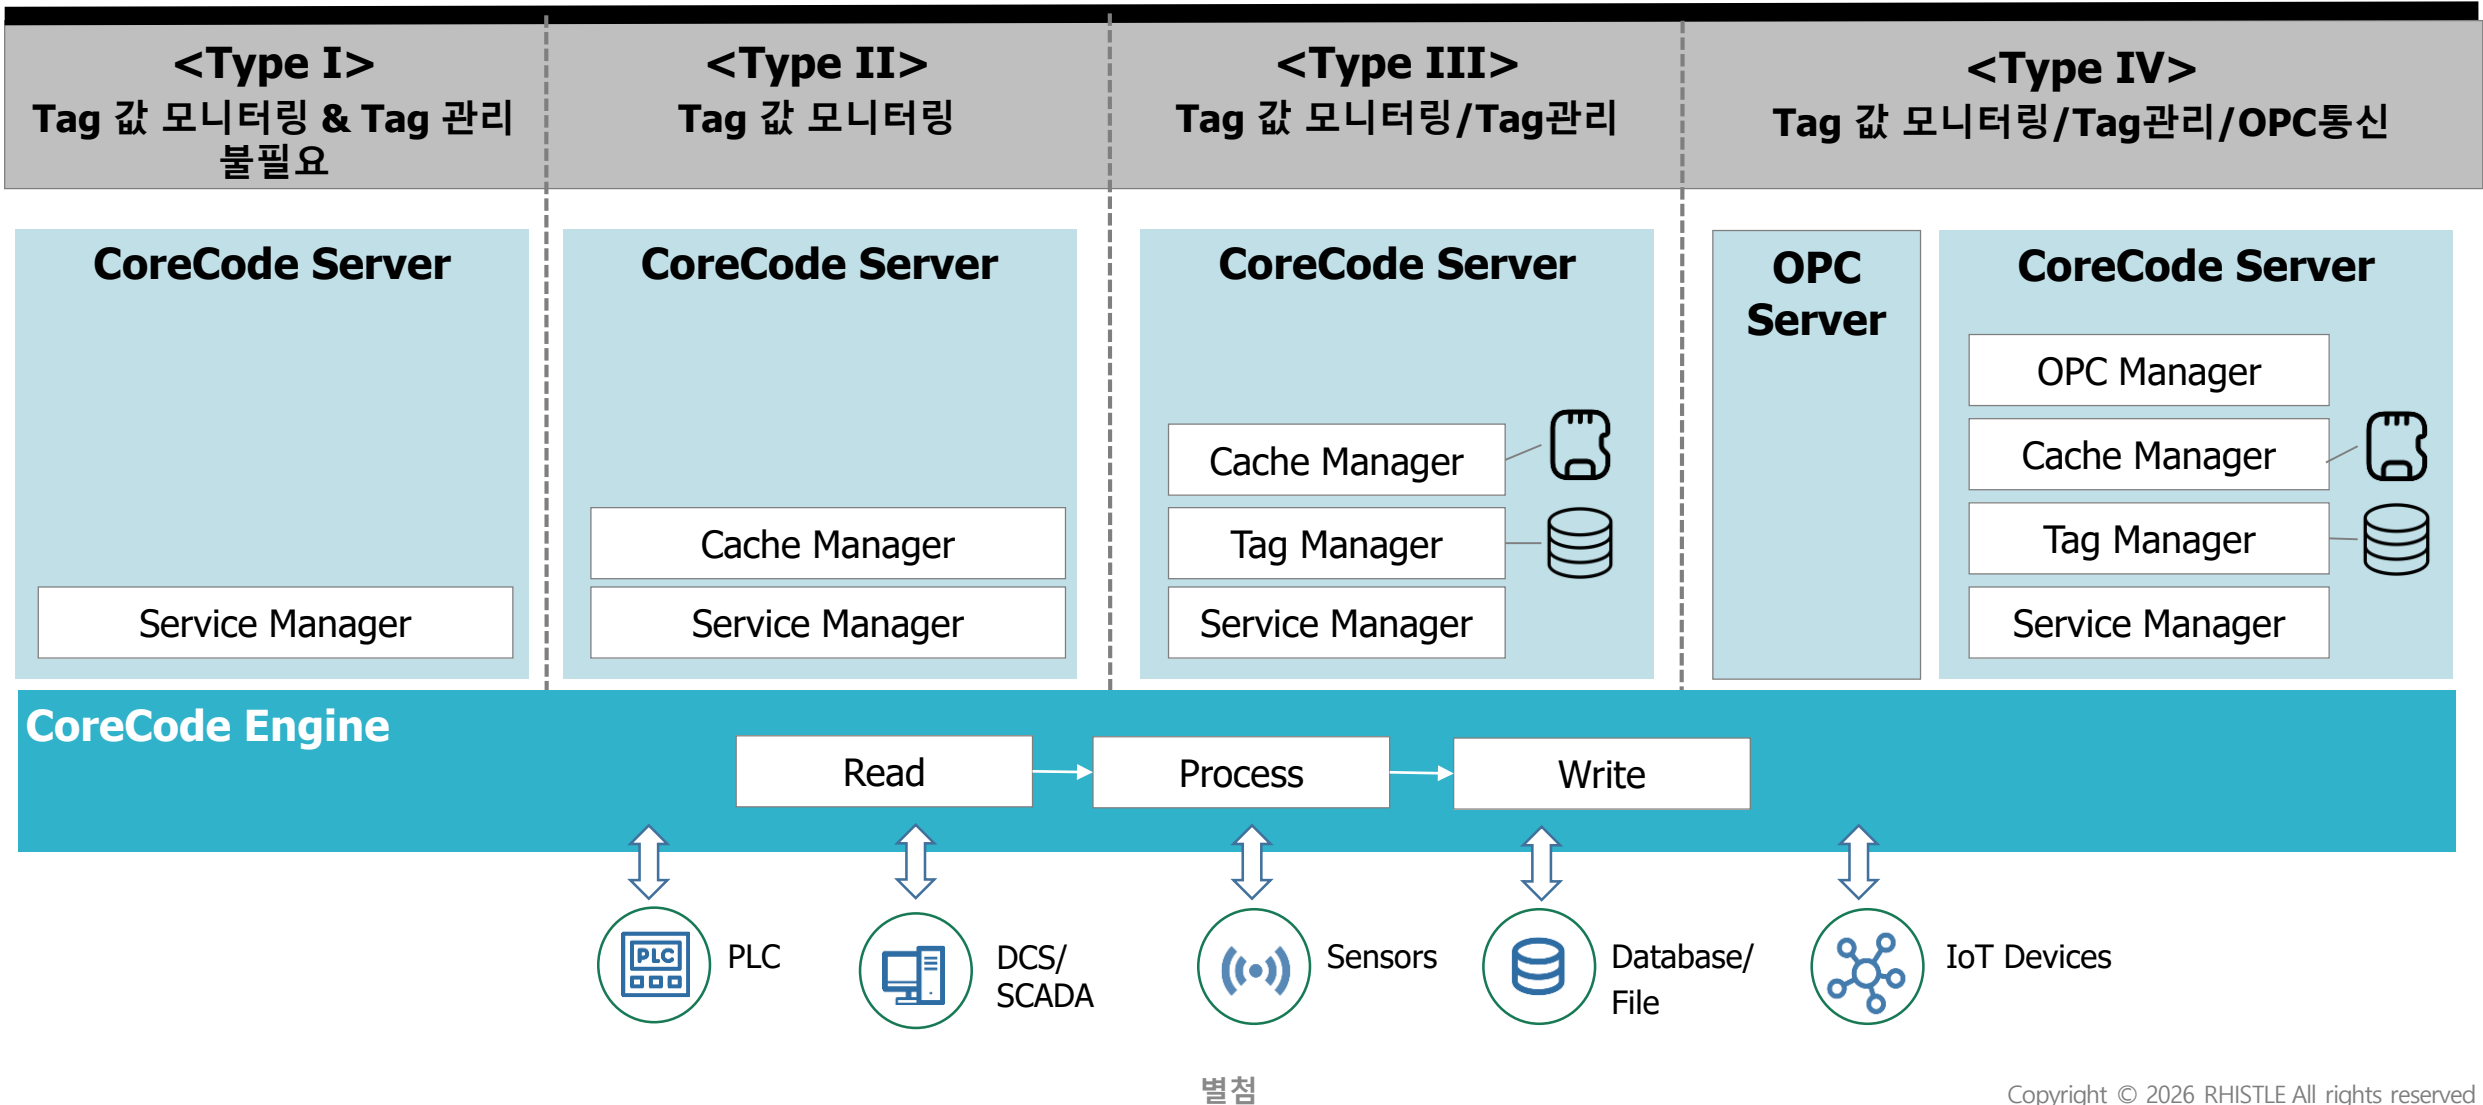 <Type I>
Tag 값 모니터링 & Tag 관리
불필요
<Type II>
Tag 값 모니터링
<Type III>
Tag 값 모니터링/Tag관리
<Type IV>
Tag 값 모니터링/Tag관리/OPC통신
CoreCode Server
Service Manager
CoreCode Server
Cache Manager
Service Manager
CoreCode Server
Cache Manager
Tag Manager
Service Manager
OPC
Server
CoreCode Server
OPC Manager
Cache Manager
Tag Manager
Service Manager
CoreCode Engine
Read
Process
Write
PLC
PLC
DCS/
SCADA
Sensors
Database/
File
IoT Devices
별첨
Copyright © 2026 RHISTLE All rights reserved